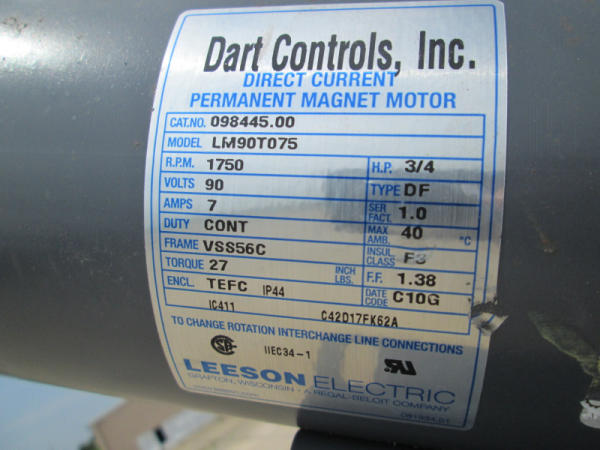 Dart Controls, Inc.
DIRECT CURRENT
PERMANENT MAGNET MOTOR
CAT.NO. 098445.00
MODEL LM90T075
R.P.M. 1750 H.P. 3/4
VOLTS 90 TYPE DF
AMPS 7 SER FACT. 1.0
DUTY CONT MAX AMB. 40 °C
FRAME VSS56C INSUL CLASS F3
TORQUE 27 INCH LBS. F.F. 1.38
ENCL. TEFC IP44 DATE CODE C10G
IC411 C42D17FK62A
TO CHANGE ROTATION INTERCHANGE LINE CONNECTIONS
IIEC34-1
LEESON ELECTRIC
GRAFTON, WISCONSIN - A REGAL-BELOIT COMPANY